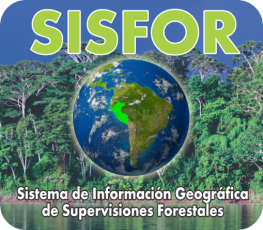 SISFOR
Sistema de Información Geográfica
de Supervisiones Forestales